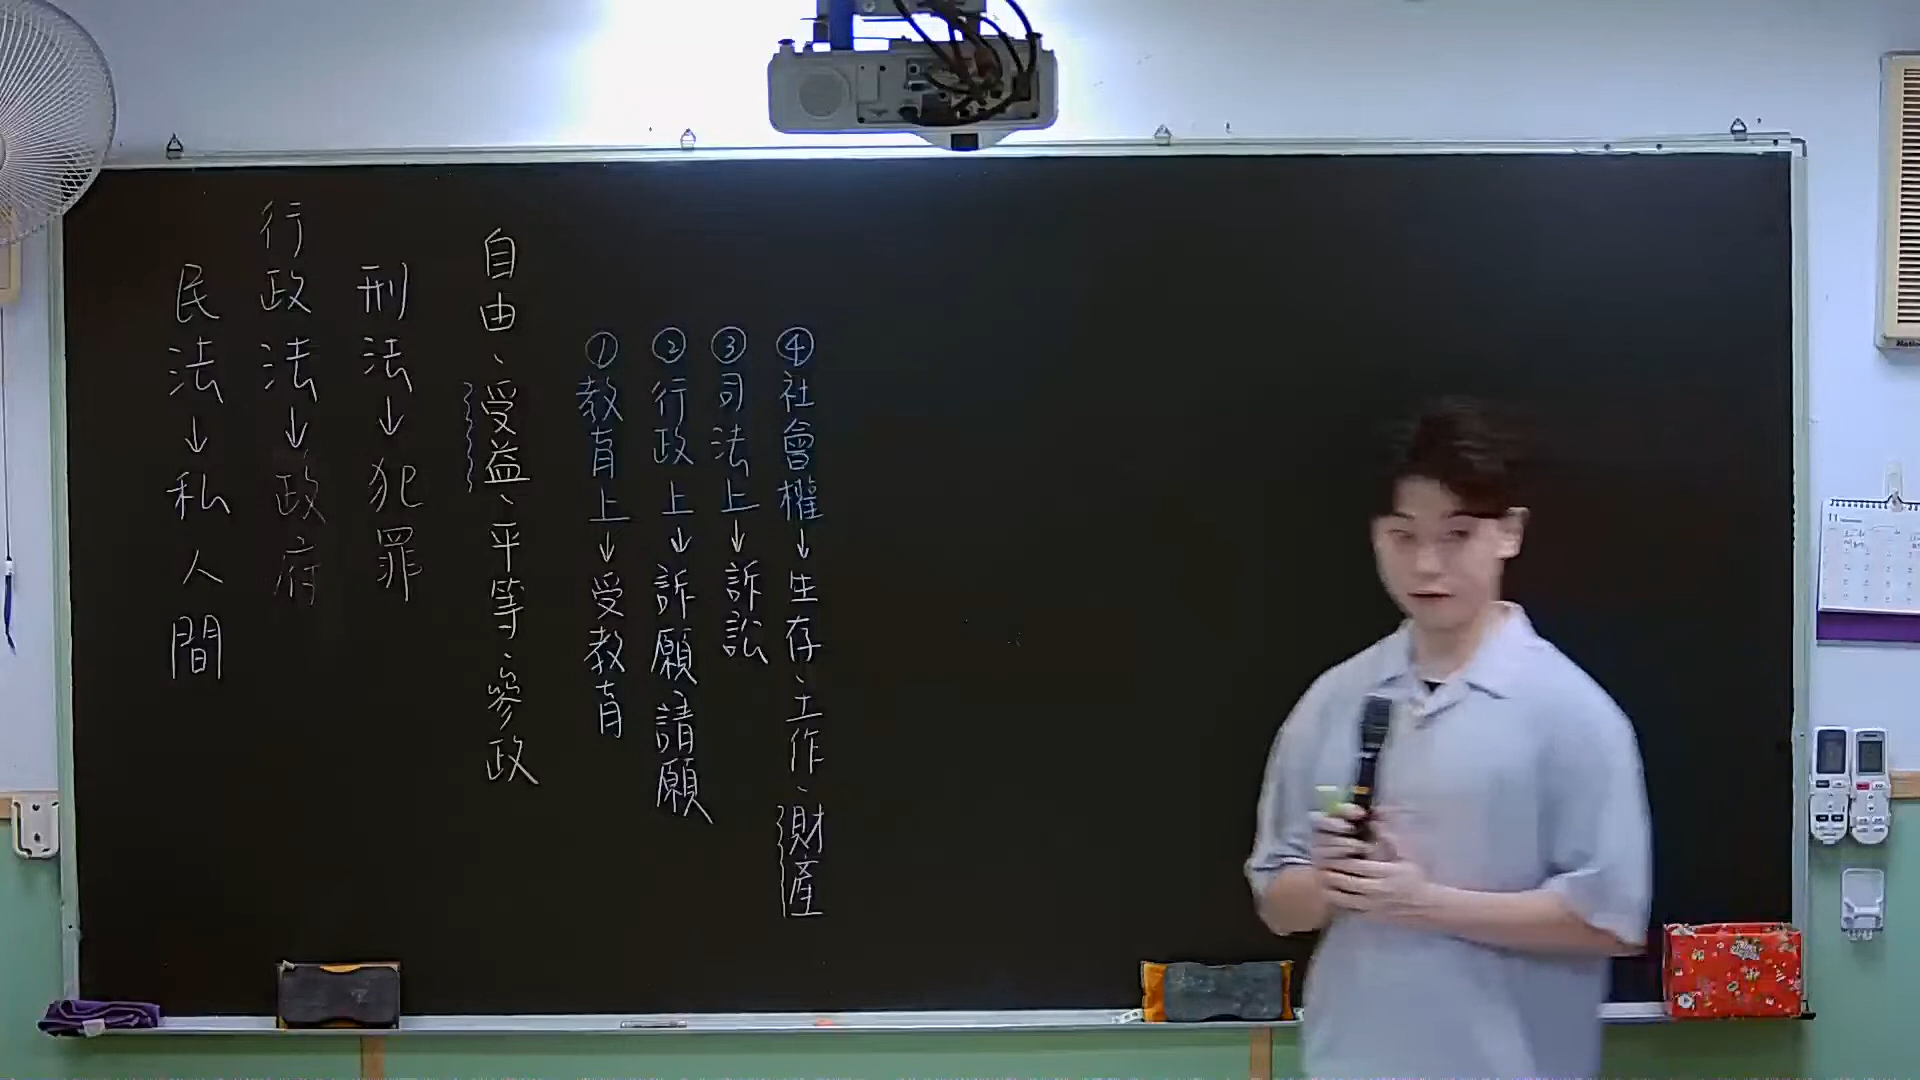 民法→私人間
行政法→政府
刑法→犯罪
自由、受益、平等、參政
①教育上→受教育
②行政上→訴願請願
③司法上→訴訟
④社會權→生存、工作、財產
11